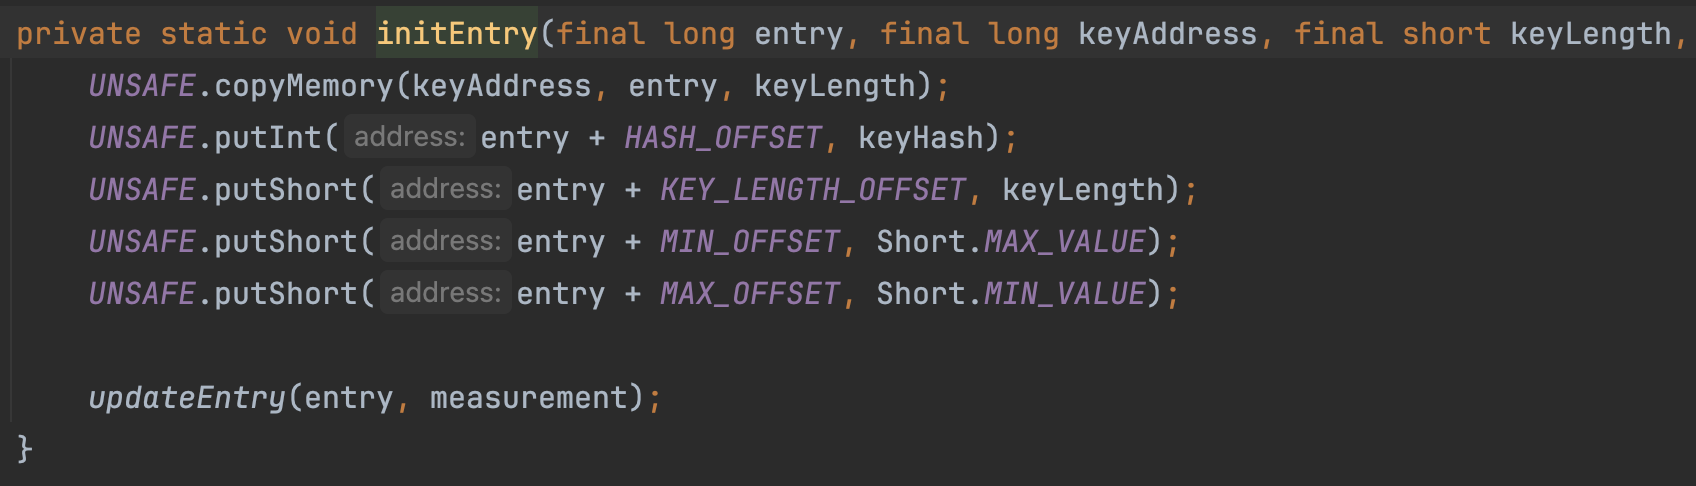 private static void initEntry(final long entry, final long keyAddress, final short keyLength,
UNSAFE.copyMemory(keyAddress, entry, keyLength);
UNSAFE.putInt( address: entry + HASH_OFFSET, keyHash);
UNSAFE.putShort( address: entry + KEY_LENGTH_OFFSET, keyLength);
UNSAFE.putShort( address: entry + MIN_OFFSET, Short.MAX_VALUE);
UNSAFE.putShort( address: entry + MAX_OFFSET, Short.MIN_VALUE);
updateEntry(entry, measurement);
}